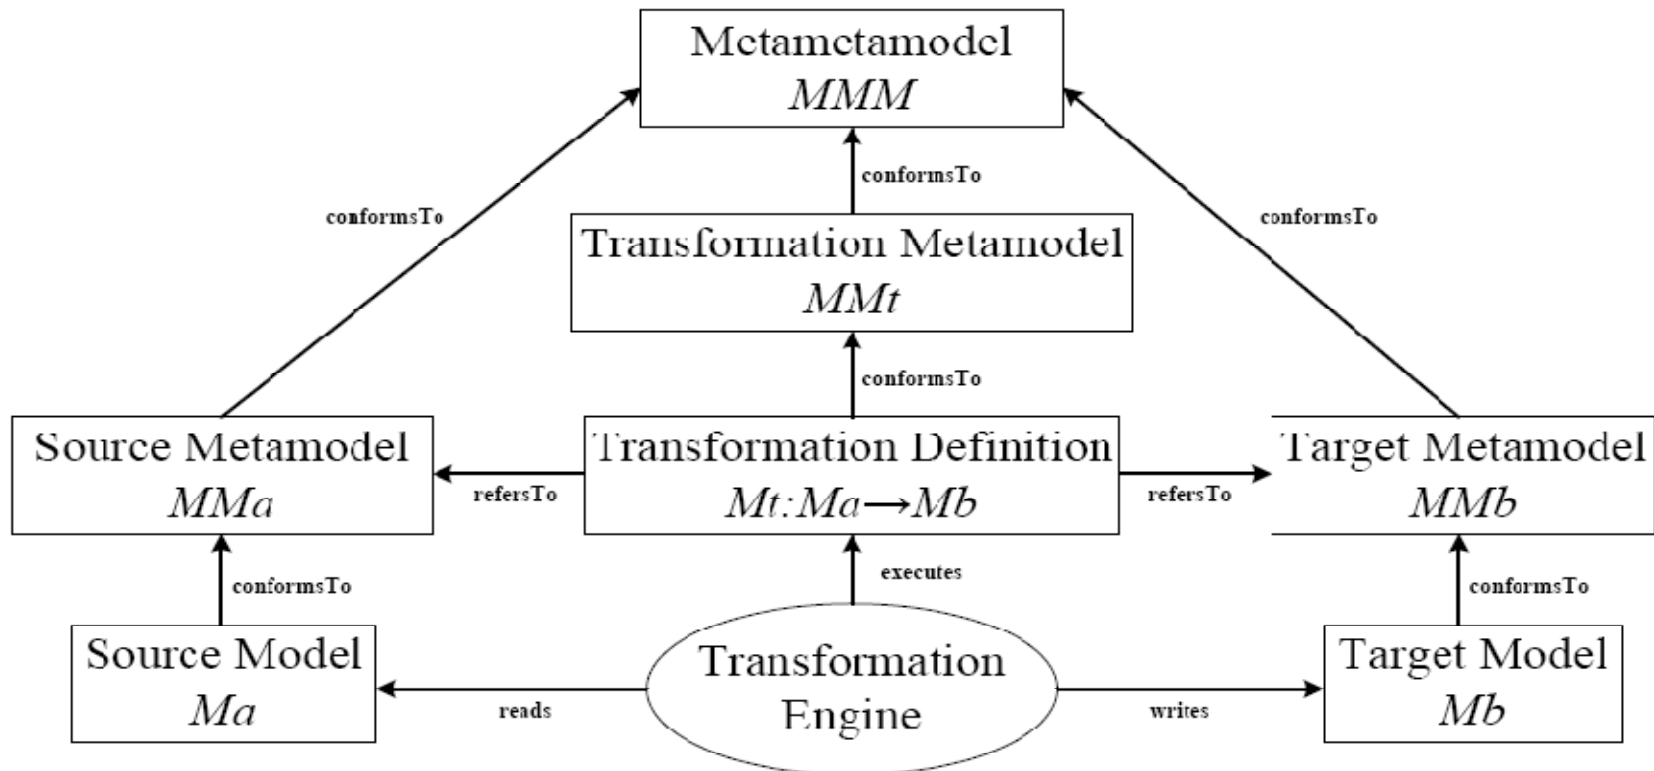 Metametamodel
MMM
conformsTo
conformsTo
conformsTo
Transformation Metamodel
MMt
conformsTo
Source Metamodel
MMa
refersTo
Transformation Definition
Mt:Ma→Mb
refersTo
Target Metamodel
MMb
conformsTo
executes
conformsTo
Source Model
Ma
reads
Transformation
Engine
writes
Target Model
Mb